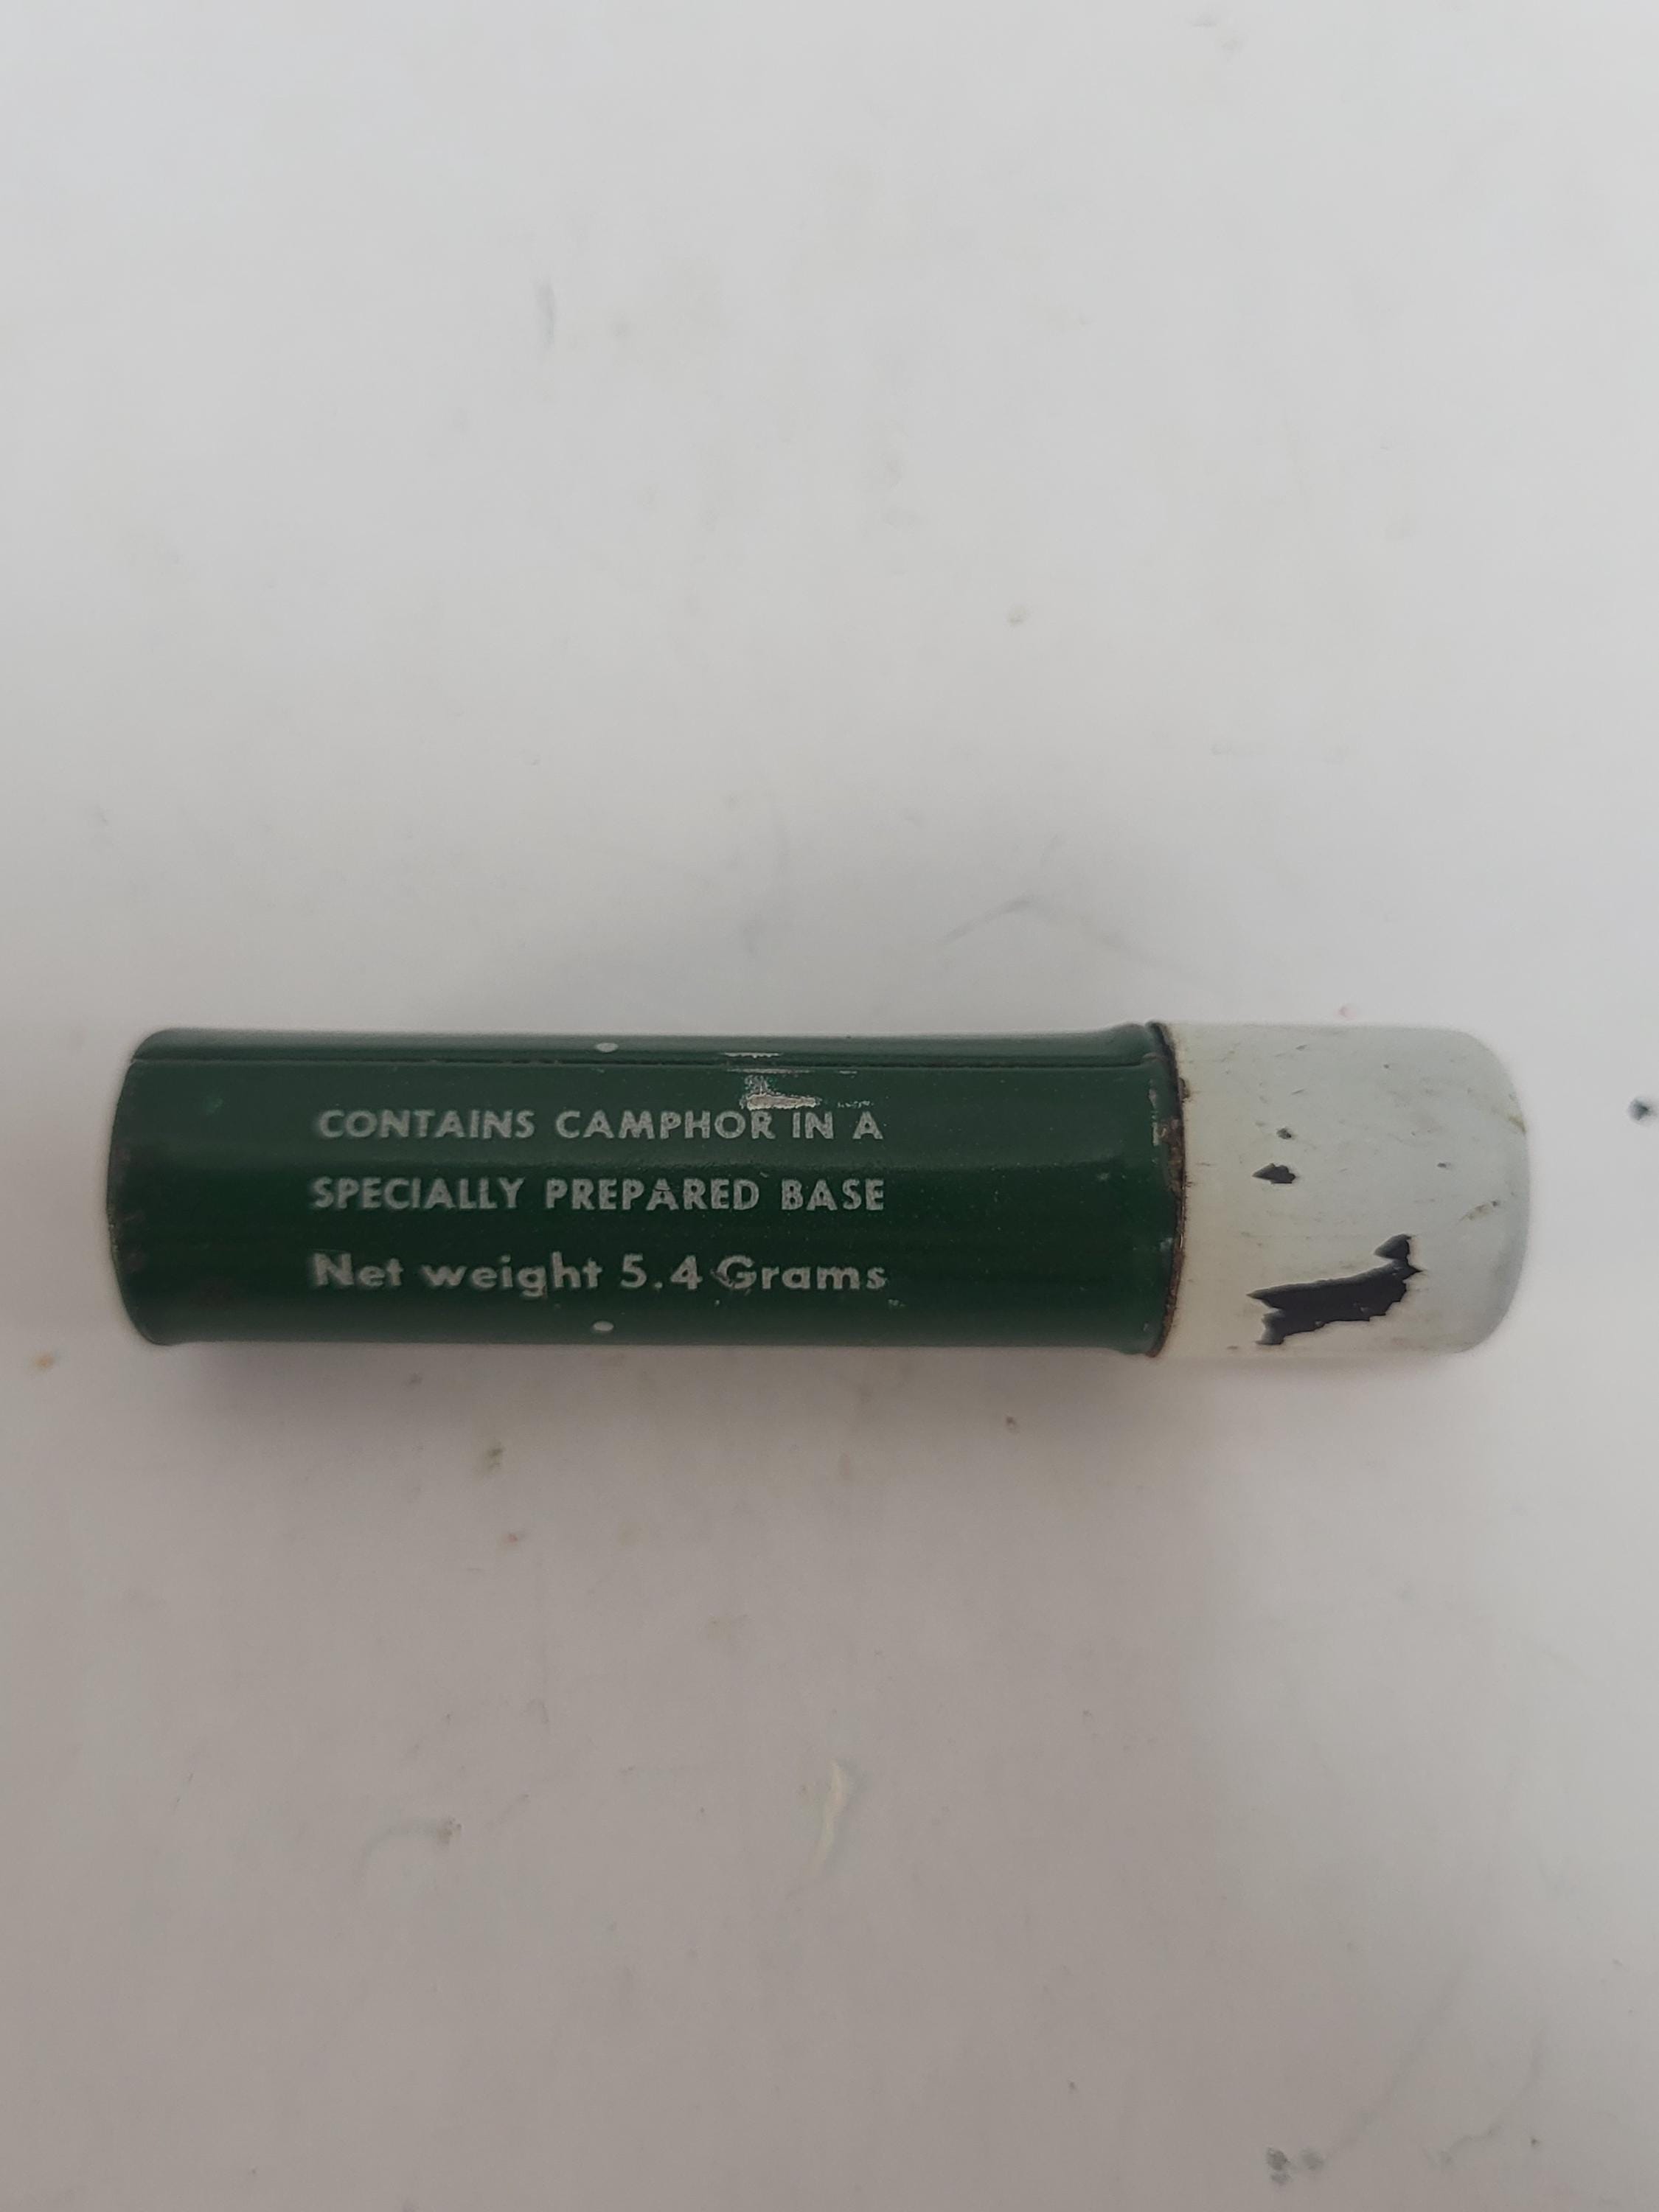 CONTAINS CAMPHOR IN A
SPECIALLY PREPARED BASE
Net weight 5.4 Grams